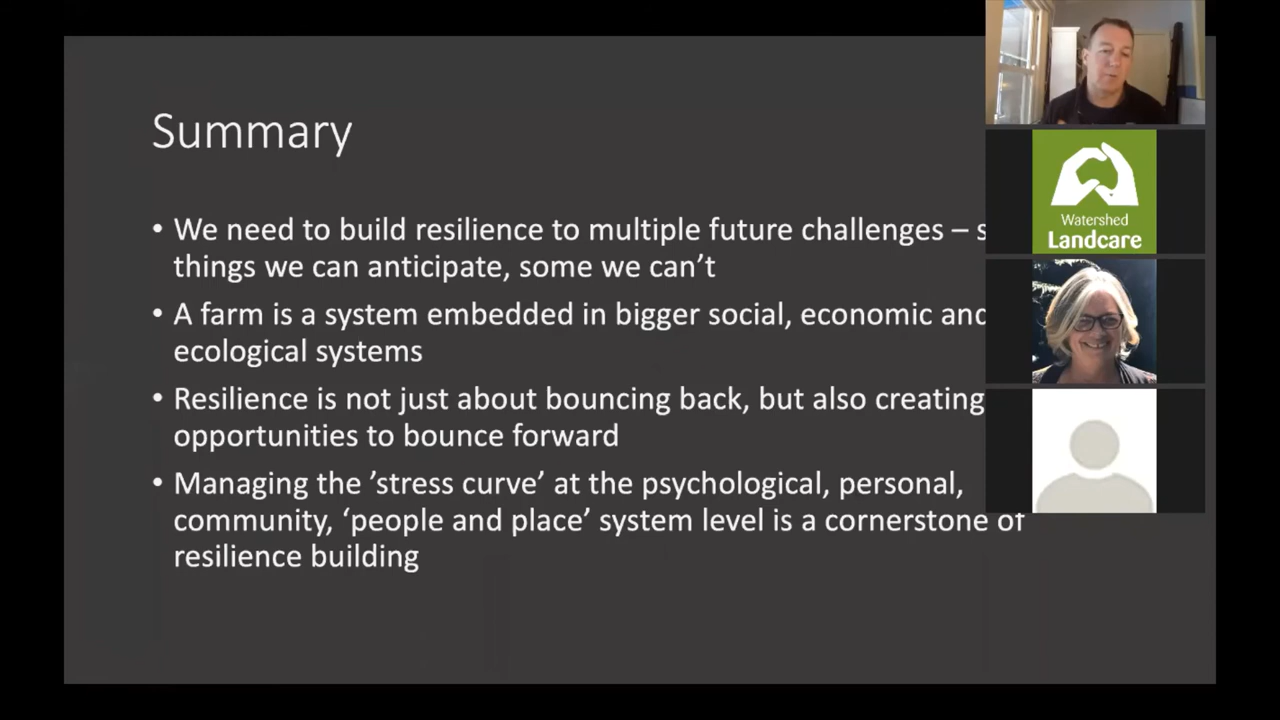 Summary
• We need to build resilience to multiple future challenges –
things we can anticipate, some we can't
• A farm is a system embedded in bigger social, economic and
ecological systems
• Resilience is not just about bouncing back, but also creating
opportunities to bounce forward
• Managing the ’stress curve’ at the psychological, personal,
community, ‘people and place’ system level is a cornerstone of
resilience building
Watershed
Landcare